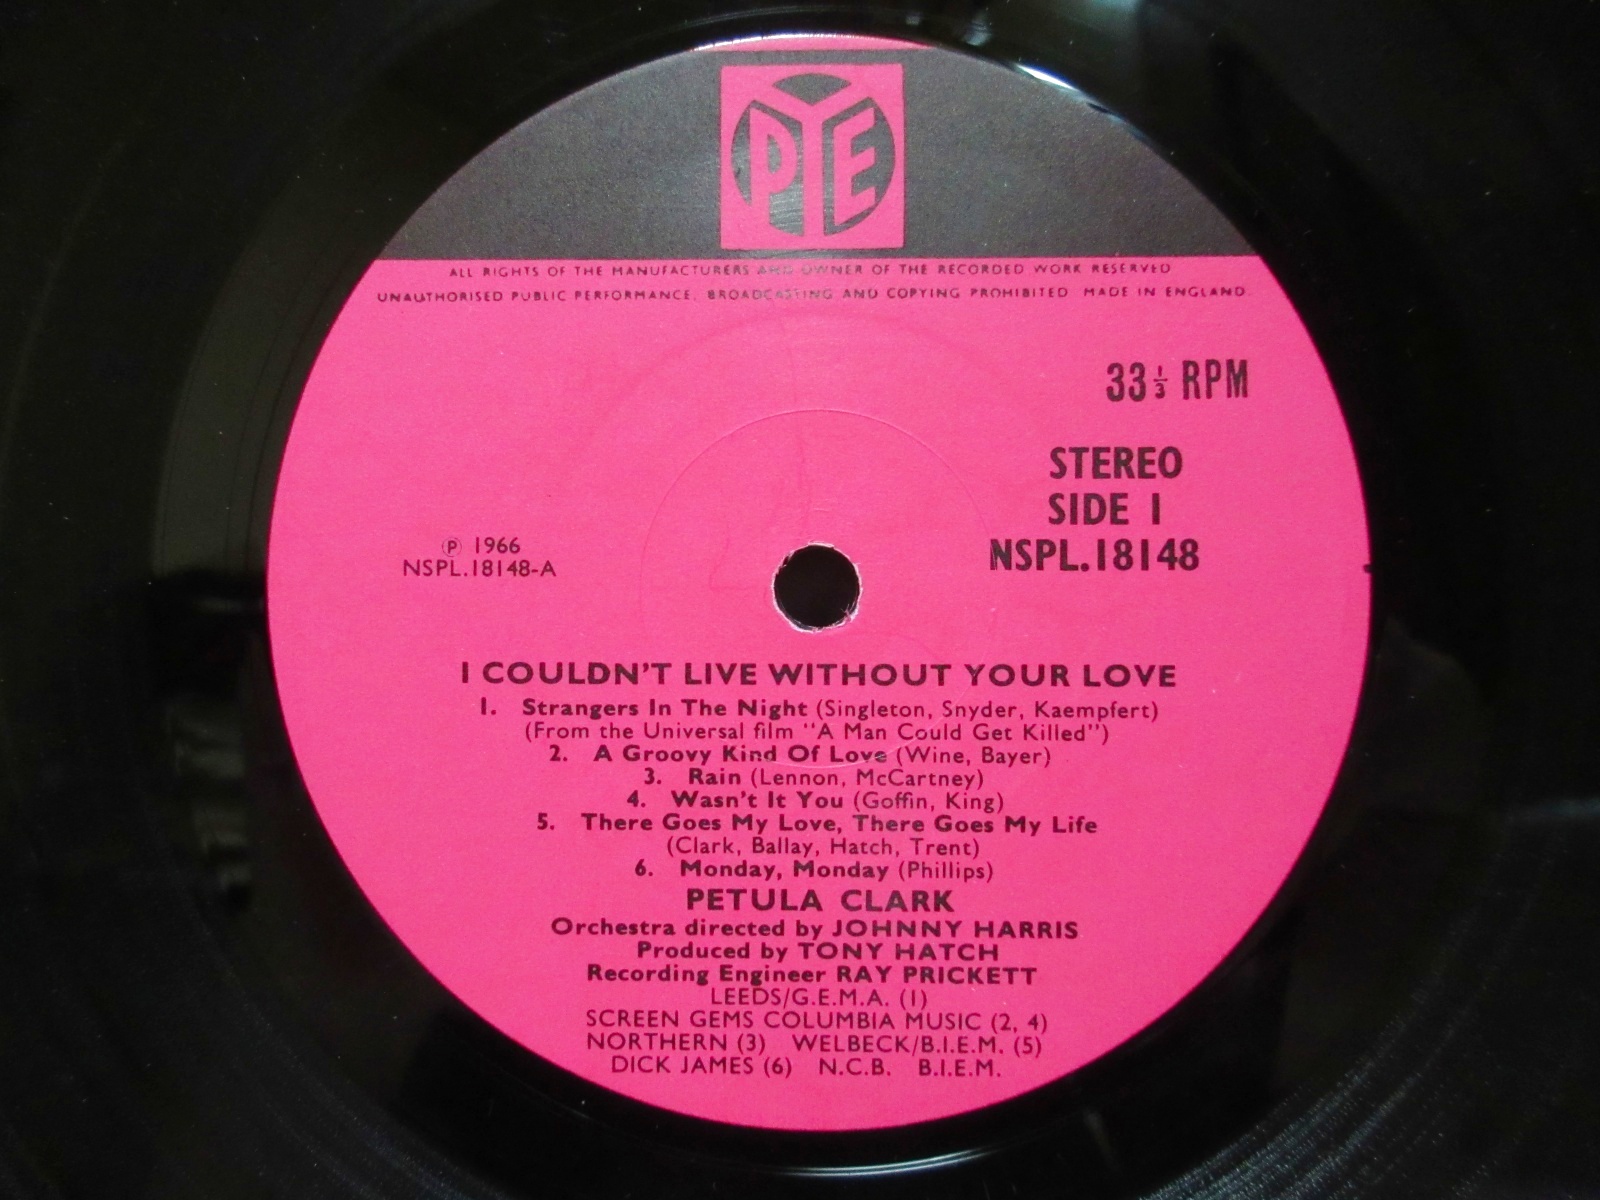 PYE
ALL RIGHTS OF THE MANUFACTURERS AND OWNER OF THE RECORDED WORK RESERVED
UNAUTHORISED PUBLIC PERFORMANCE, BROADCASTING AND COPYING PROHIBITED MADE IN ENGLAND.
33 1/3 RPM
STEREO
SIDE 1
NSPL.18148
℗ 1966
NSPL.18148-A
I COULDN'T LIVE WITHOUT YOUR LOVE
1. Strangers In The Night (Singleton, Snyder, Kaempfert)
(From the Universal film "A Man Could Get Killed")
2. A Groovy Kind Of Love (Wine, Bayer)
3. Rain (Lennon, McCartney)
4. Wasn't It You (Goffin, King)
5. There Goes My Love, There Goes My Life
(Clark, Ballay, Hatch, Trent)
6. Monday, Monday (Phillips)
PETULA CLARK
Orchestra directed by JOHNNY HARRIS
Produced by TONY HATCH
Recording Engineer RAY PRICKETT
LEEDS/G.E.M.A. (1)
SCREEN GEMS COLUMBIA MUSIC (2, 4)
NORTHERN (3) WELBECK/B.I.E.M. (5)
DICK JAMES (6) N.C.B. B.I.E.M.